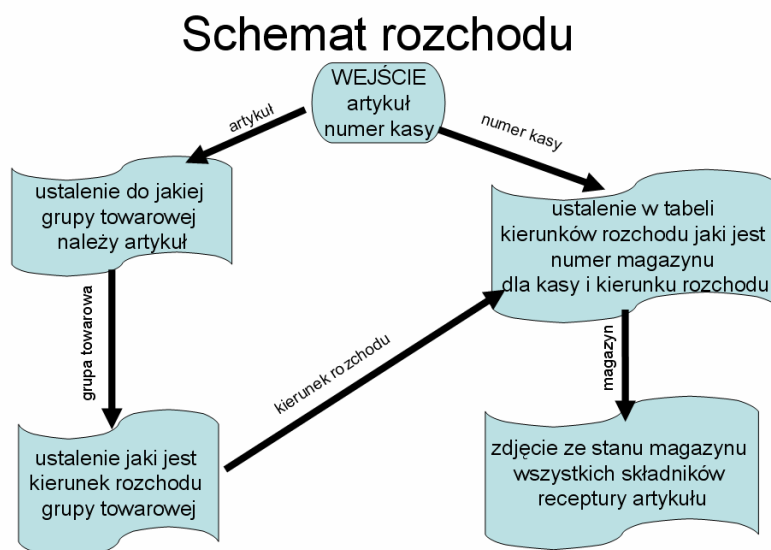 Schemat rozchodu
WEJŚCIE
artykuł
numer kasy
artykuł
numer kasy
ustalenie do jakiej
grupy towarowej
należy artykuł
ustalenie w tabeli
kierunków rozchodu jaki jest
numer magazynu
dla kasy i kierunku rozchodu
grupa towarowa
kierunek rozchodu
magazyn
ustalenie jaki jest
kierunek rozchodu
grupy towarowej
zdjęcie ze stanu magazynu
wszystkich składników
receptury artykułu